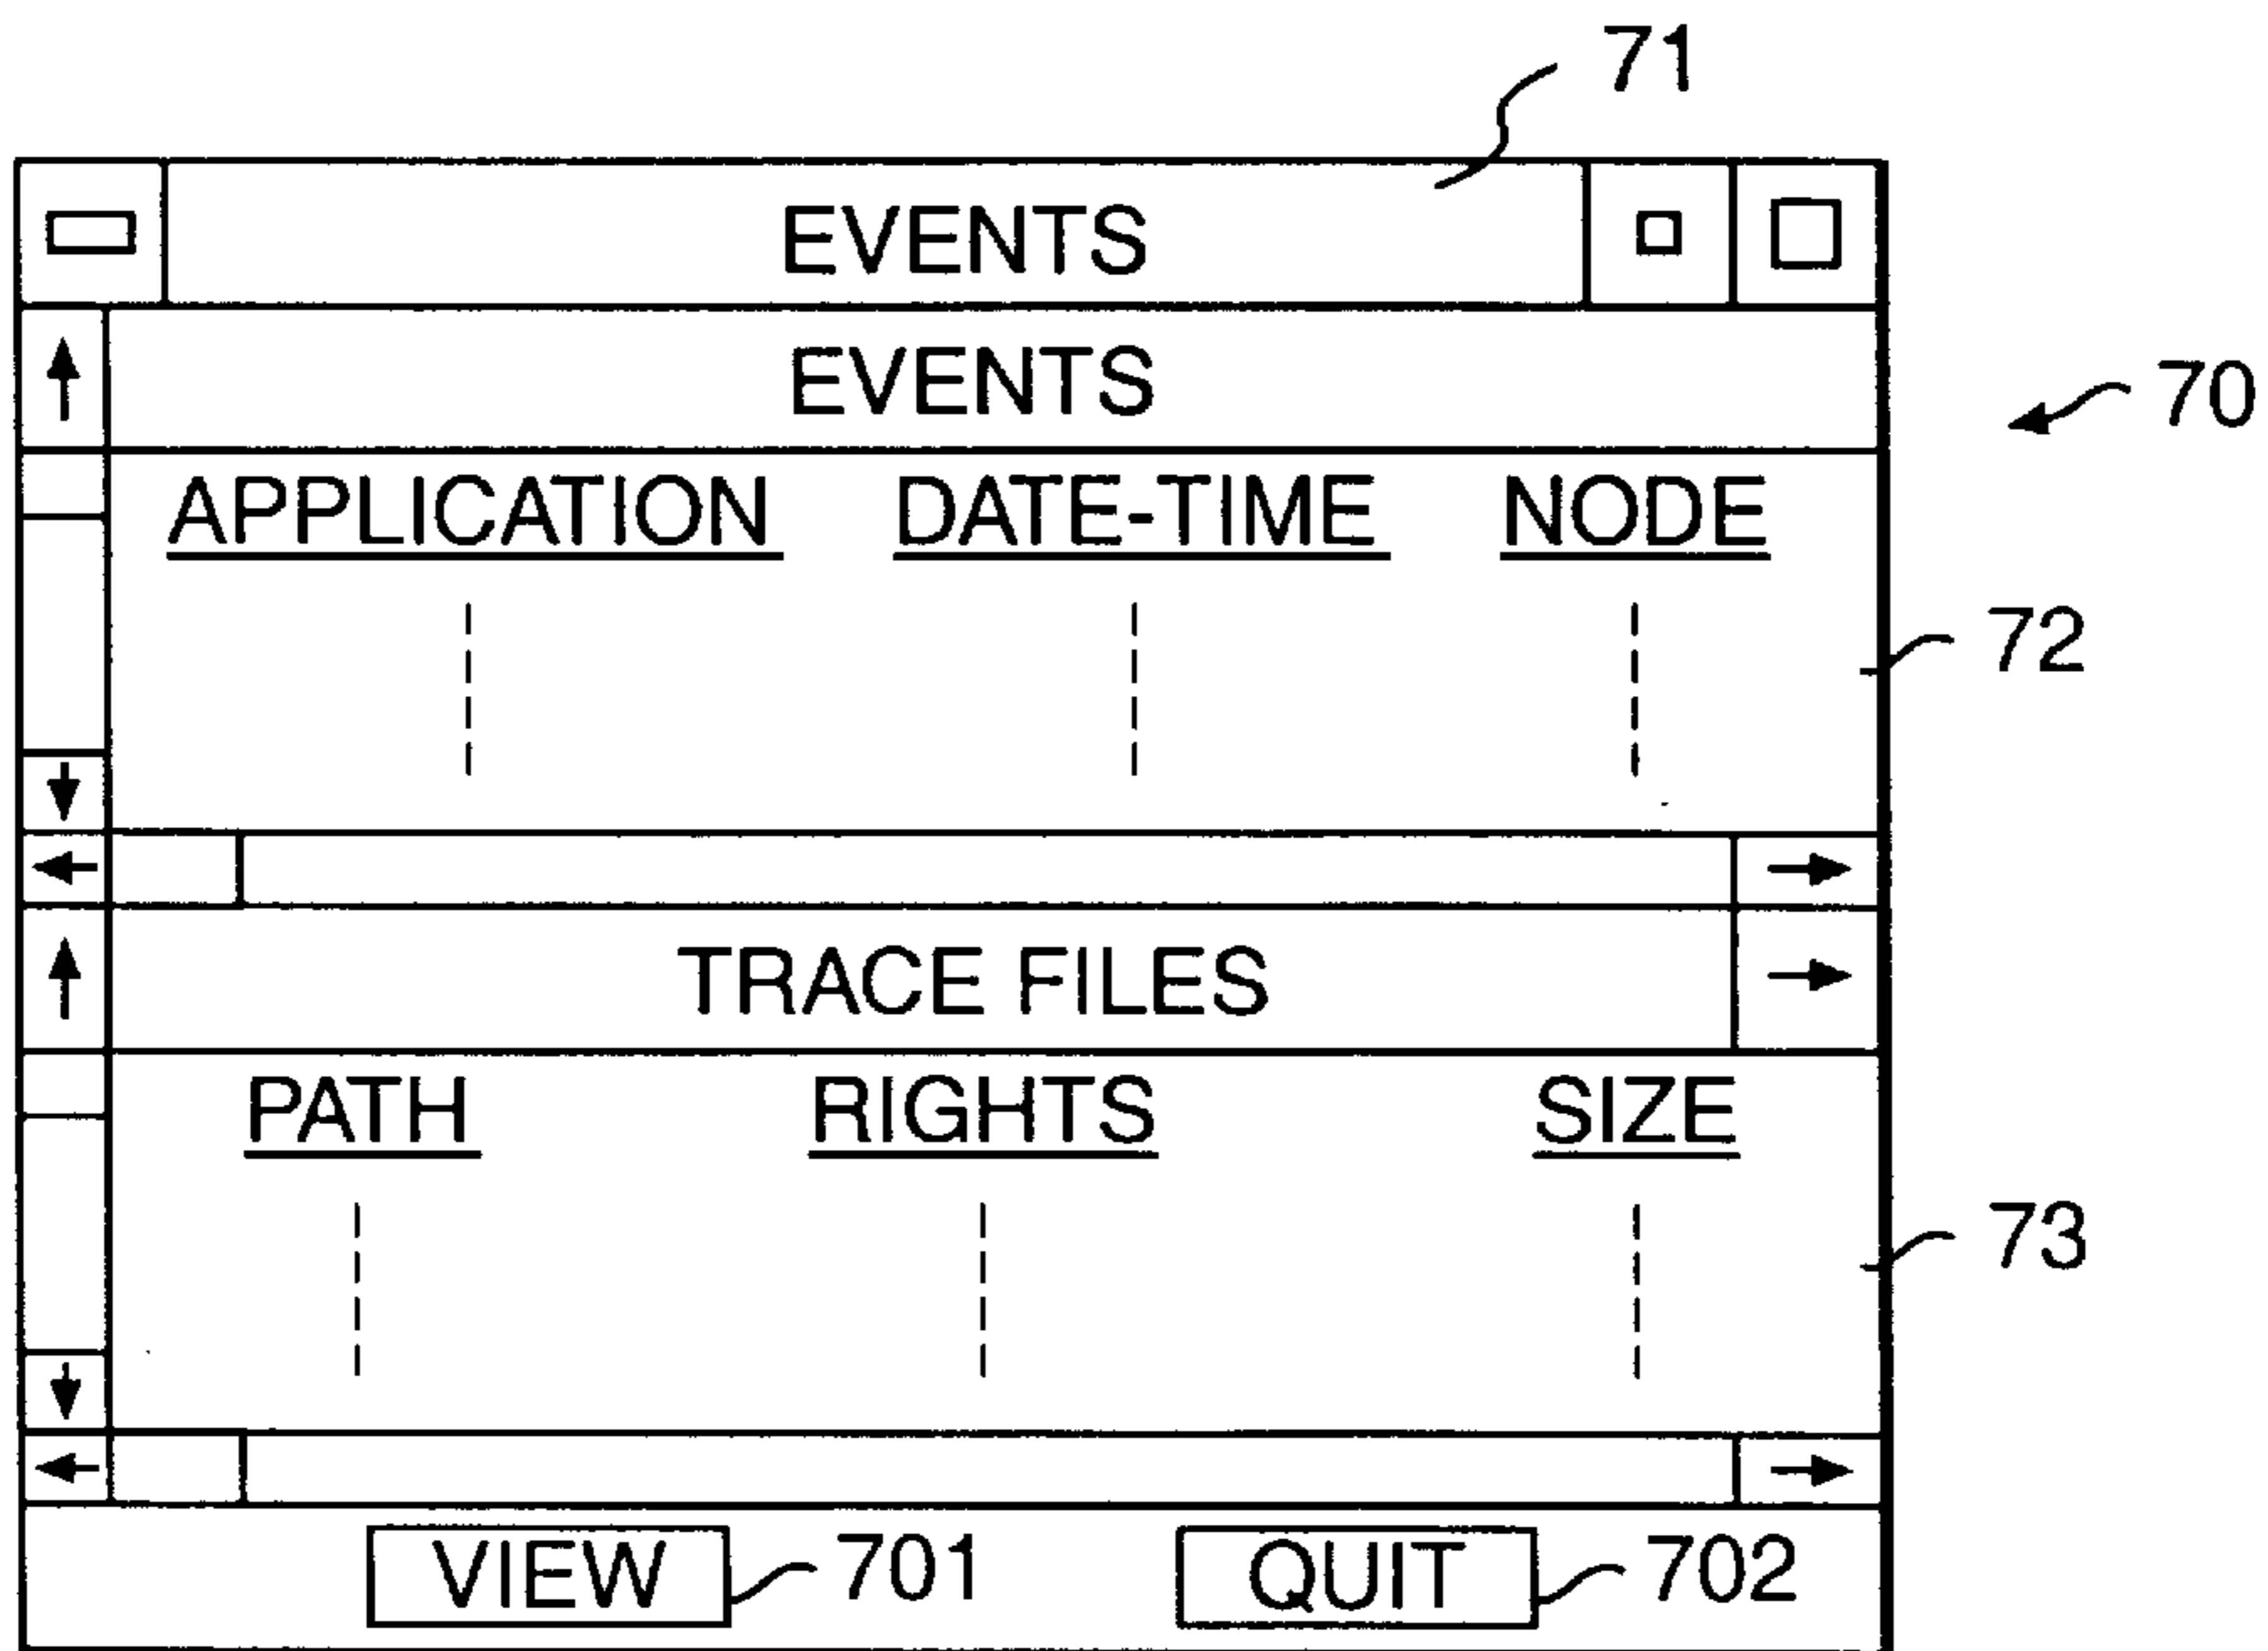 71
EVENTS
EVENTS
70
APPLICATION DATE-TIME NODE
72
TRACE FILES
PATH RIGHTS SIZE
73
VIEW 701 QUIT 702